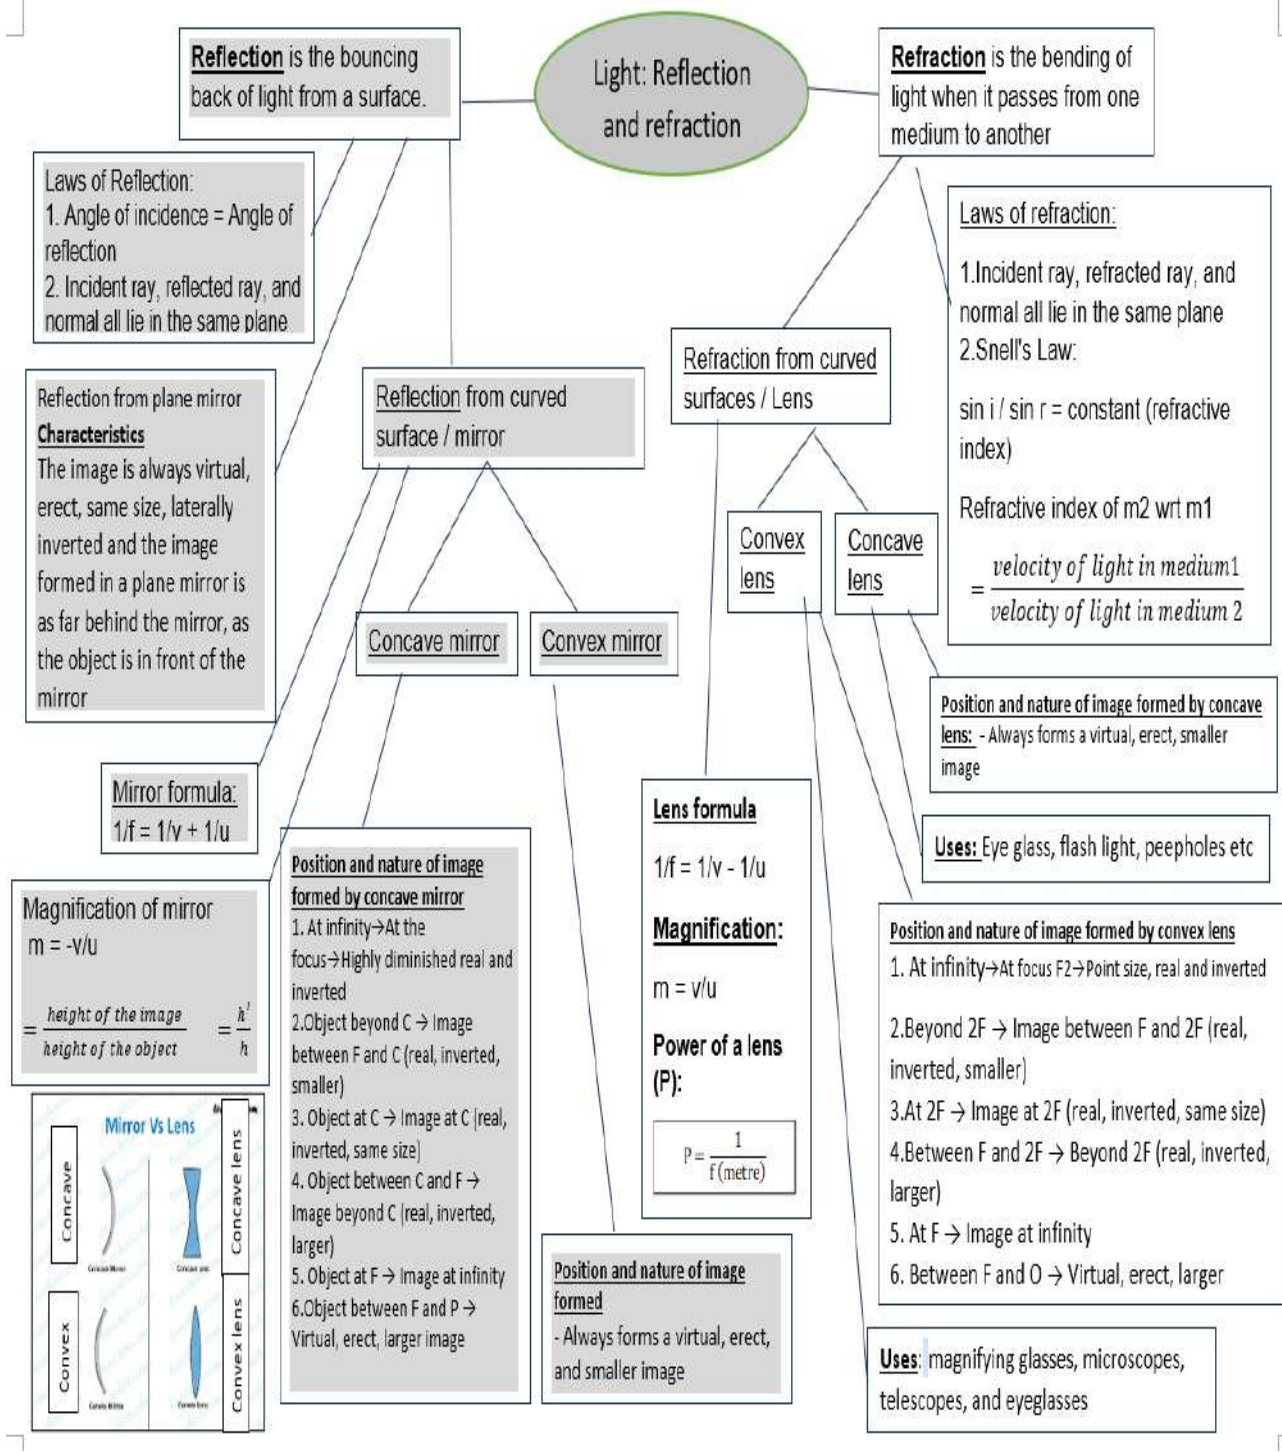 Light: Reflection
and refraction
Reflection is the bouncing
back of light from a surface.
Laws of Reflection:
1. Angle of incidence = Angle of
reflection
2. Incident ray, reflected ray, and
normal all lie in the same plane
Reflection from plane mirror
Characteristics
The image is always virtual,
erect, same size, laterally
inverted and the image
formed in a plane mirror is
as far behind the mirror, as
the object is in front of the
mirror
Reflection from curved
surface / mirror
Mirror formula:
1/f = 1/v + 1/u
Magnification of mirror
m = -v/u
= height of the image / height of the object = h' / h
Concave mirror
Convex mirror
Position and nature of image
formed by concave mirror
1. At infinity→At the
focus→Highly diminished real and
inverted
2.Object beyond C → Image
between F and C (real, inverted,
smaller)
3. Object at C → Image at C (real,
inverted, same size)
4. Object between C and F →
Image beyond C (real, inverted,
larger)
5. Object at F → Image at infinity
6.Object between F and P →
Virtual, erect, larger image
Position and nature of image
formed
- Always forms a virtual, erect,
and smaller image
Mirror Vs Lens
Concave
Concave Mirror
Concave Lens
Concave lens
Convex
Convex Mirror
Convex Lens
Convex lens
Refraction is the bending of
light when it passes from one
medium to another
Laws of refraction:
1.Incident ray, refracted ray, and
normal all lie in the same plane
2.Snell's Law:
sin i / sin r = constant (refractive
index)
Refractive index of m2 wrt m1
= velocity of light in medium1 / velocity of light in medium 2
Refraction from curved
surfaces / Lens
Convex
lens
Concave
lens
Lens formula
1/f = 1/v - 1/u
Magnification:
m = v/u
Power of a lens
(P):
P = 1 / f (metre)
Position and nature of image formed by concave
lens: - Always forms a virtual, erect, smaller
image
Uses: Eye glass, flash light, peepholes etc
Position and nature of image formed by convex lens
1. At infinity→At focus F2→Point size, real and inverted
2.Beyond 2F → Image between F and 2F (real,
inverted, smaller)
3.At 2F → Image at 2F (real, inverted, same size)
4.Between F and 2F → Beyond 2F (real, inverted,
larger)
5. At F → Image at infinity
6. Between F and O → Virtual, erect, larger
Uses: magnifying glasses, microscopes,
telescopes, and eyeglasses